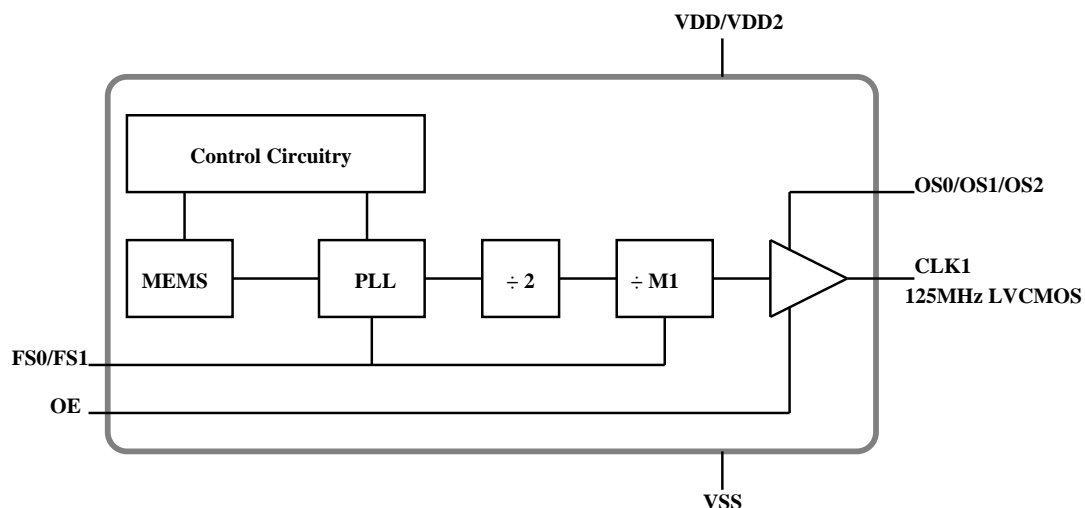 VDD/VDD2
Control Circuitry
OS0/OS1/OS2
MEMS
PLL
÷ 2
÷ M1
CLK1
125MHz LVCMOS
FS0/FS1
OE
VSS